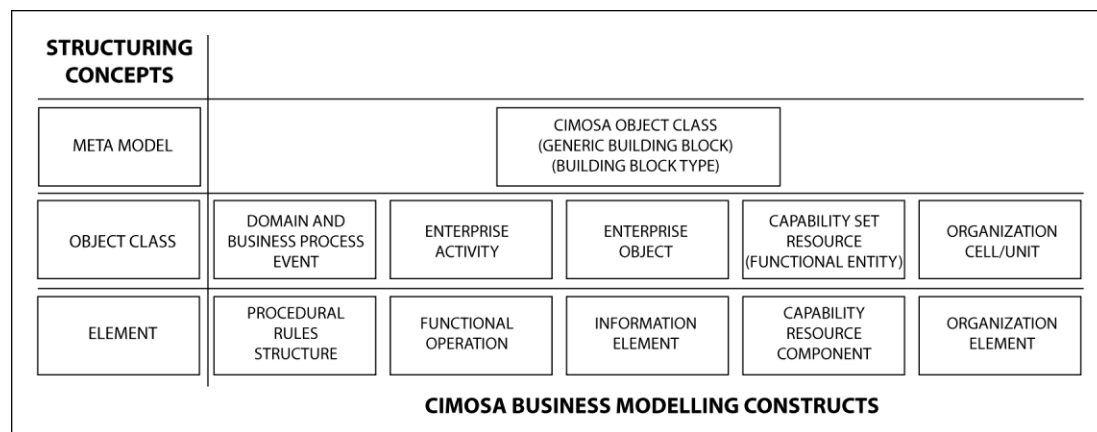 STRUCTURING
CONCEPTS
META MODEL
CIMOSA OBJECT CLASS
(GENERIC BUILDING BLOCK)
(BUILDING BLOCK TYPE)
OBJECT CLASS
DOMAIN AND
BUSINESS PROCESS
EVENT
ENTERPRISE
ACTIVITY
ENTERPRISE
OBJECT
CAPABILITY SET
RESOURCE
(FUNCTIONAL ENTITY)
ORGANIZATION
CELL/UNIT
ELEMENT
PROCEDURAL
RULES
STRUCTURE
FUNCTIONAL
OPERATION
INFORMATION
ELEMENT
CAPABILITY
RESOURCE
COMPONENT
ORGANIZATION
ELEMENT
CIMOSA BUSINESS MODELLING CONSTRUCTS